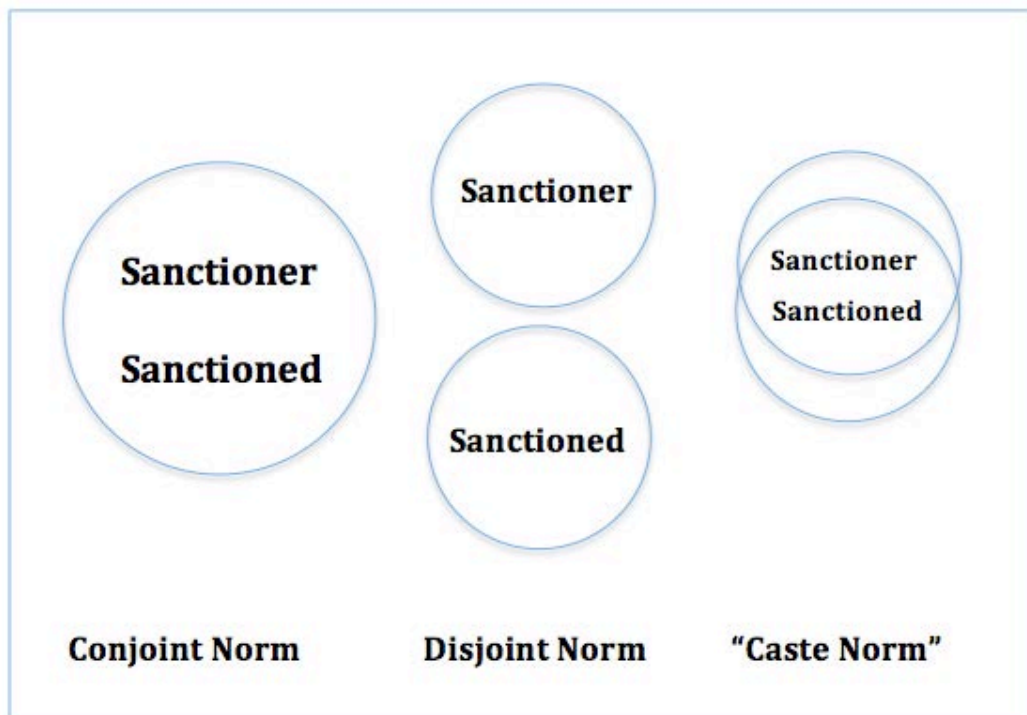 Sanctioner
Sanctioned
Conjoint Norm
Sanctioner
Sanctioned
Disjoint Norm
Sanctioner
Sanctioned
“Caste Norm”